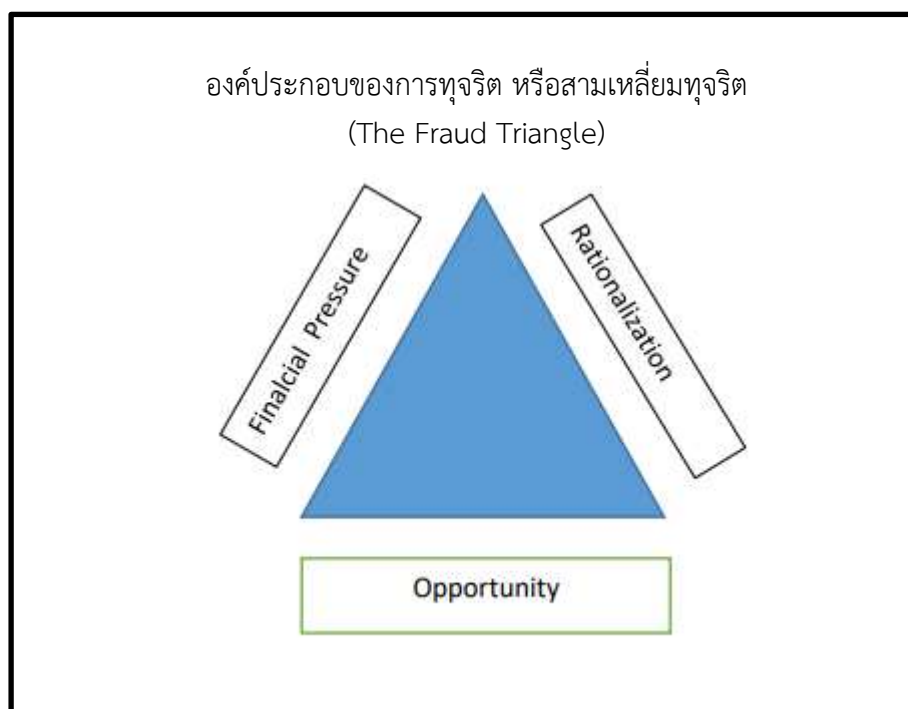 องค์ประกอบของการทุจริต หรือสามเหลี่ยมทุจริต
(The Fraud Triangle)
Finalcial Pressure
Rationalization
Opportunity